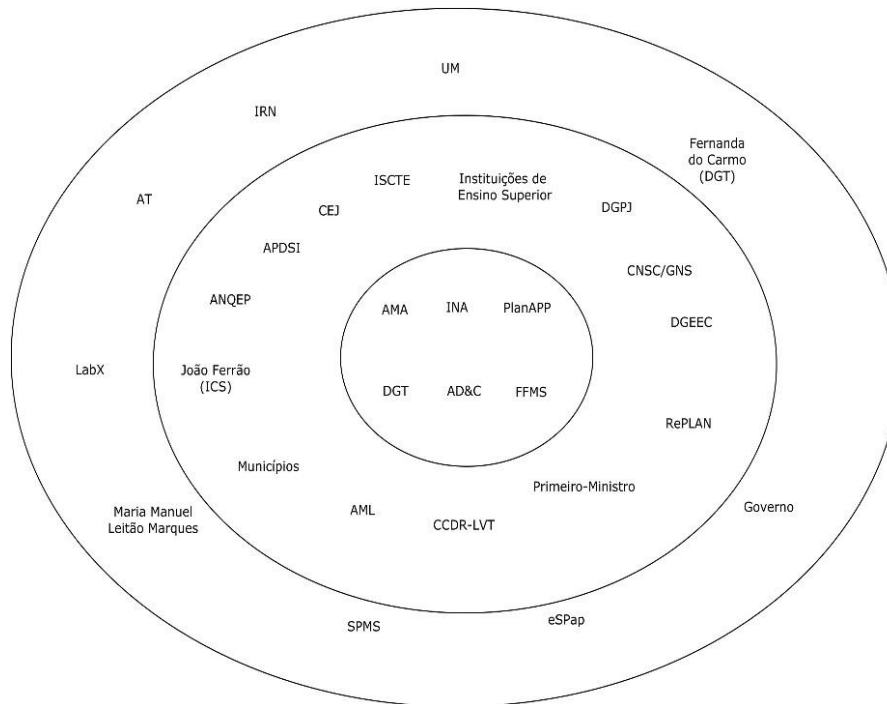 UM
IRN
Fernanda
do Carmo
(DGT)
AT
ISCTE
Instituições de
Ensino Superior
CEJ
DGPJ
APDSI
CNSC/GNS
ANQEP
DGEEC
AMA
INA
PlanAPP
LabX
João Ferrão
(ICS)
DGT
AD&C
FFMS
RePLAN
Municípios
Primeiro-Ministro
Maria Manuel
Leitão Marques
AML
CCDR-LVT
Governo
SPMS
eSPap